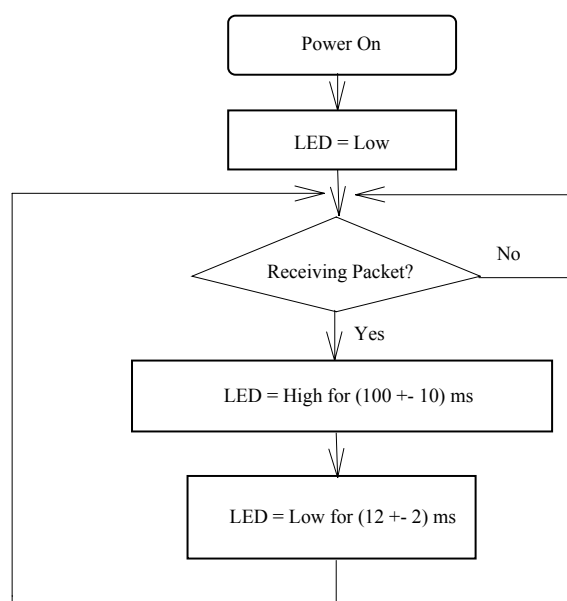 Power On
LED = Low
Receiving Packet?
No
Yes
LED = High for (100 +- 10) ms
LED = Low for (12 +- 2) ms